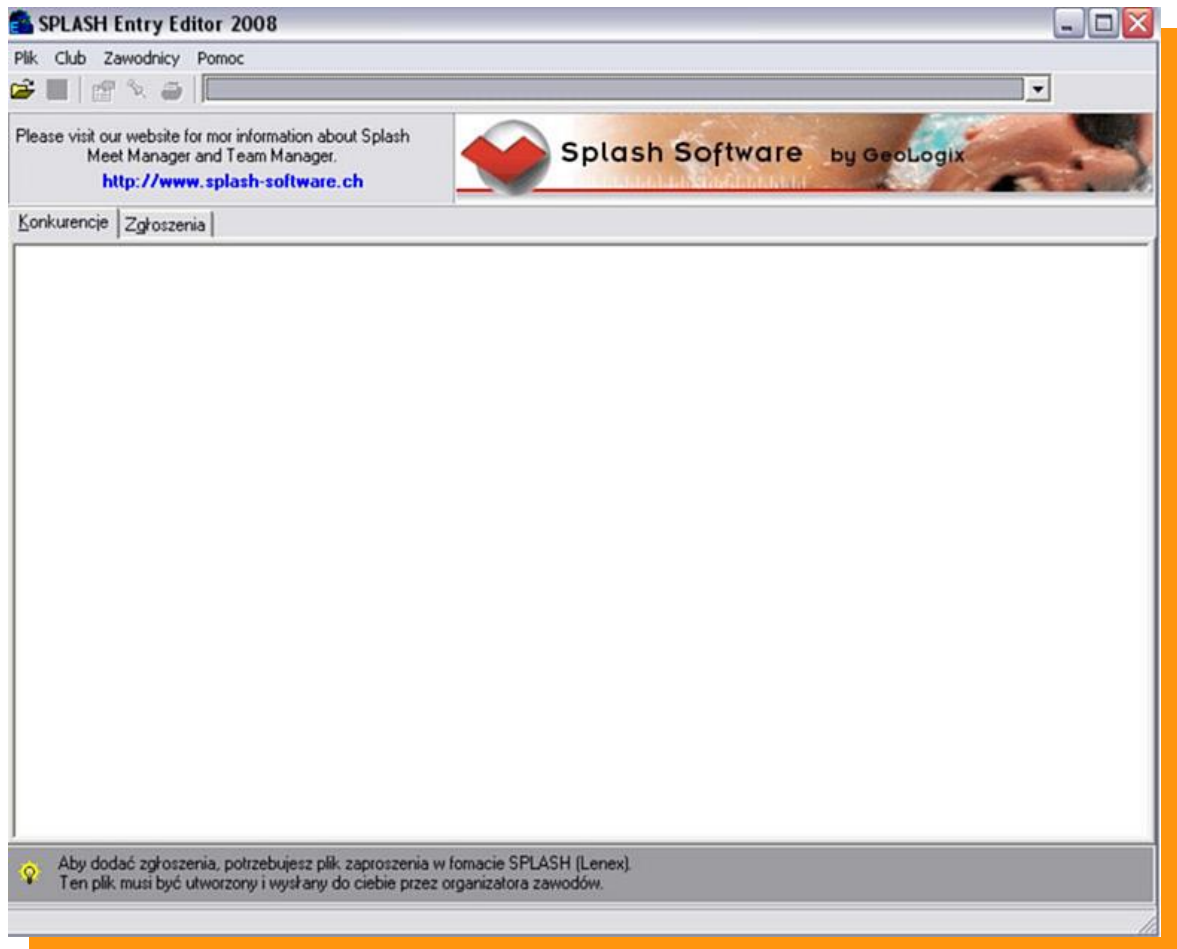 SPLASH Entry Editor 2008
Plik Club Zawodnicy Pomoc
Please visit our website for mor information about Splash
Meet Manager and Team Manager.
http://www.splash-software.ch
Splash Software by GeoLogix
Konkurencje Zgłoszenia
Aby dodać zgłoszenia, potrzebujesz plik zaproszenia w fomacie SPLASH (Lenex).
Ten plik musi być utworzony i wysłany do ciebie przez organizatora zawodów.